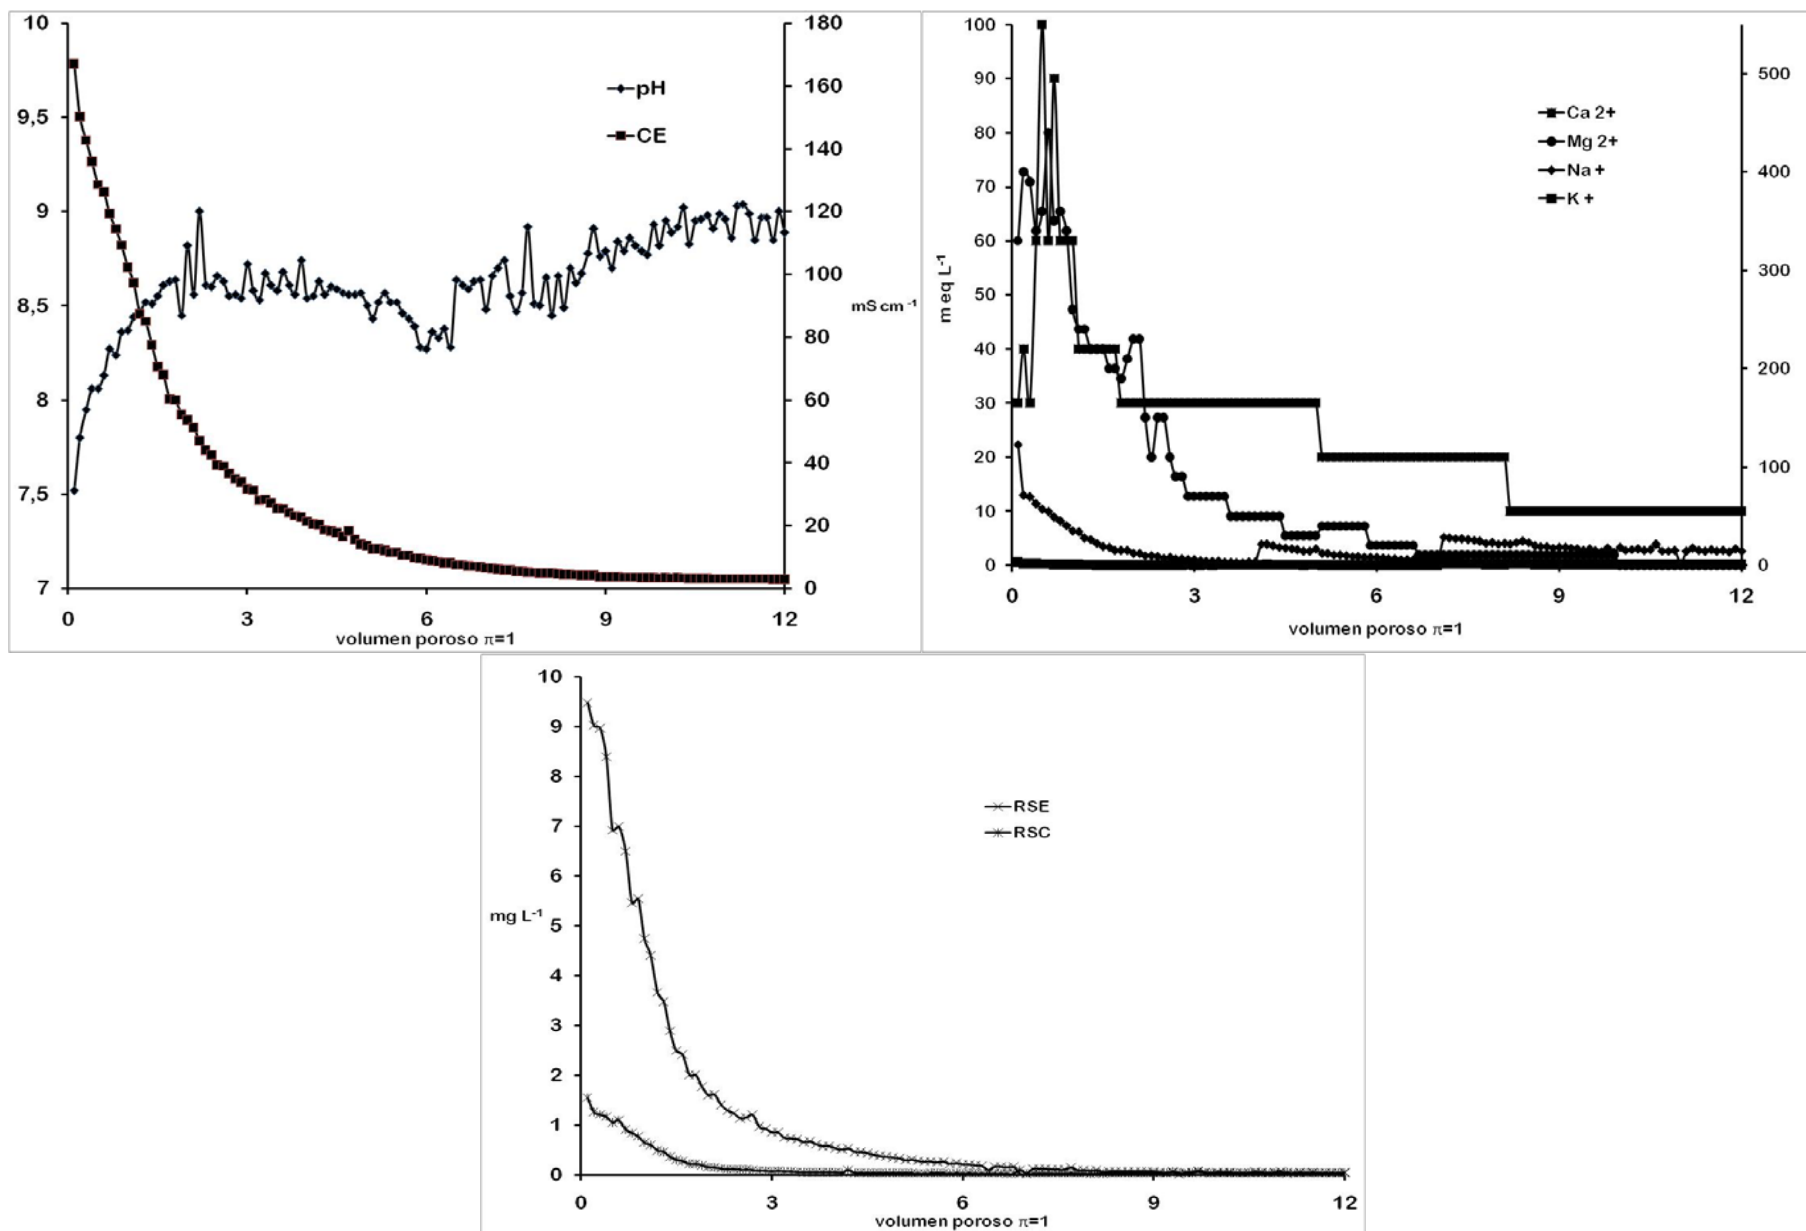 10
9,5
9
8,5
8
7,5
7
180
160
140
120
100
80
60
40
20
0
mS cm -1
pH
CE
0 3 6 9 12
volumen poroso π=1
100
90
80
70
60
50
40
30
20
10
0
m eq L-1
500
400
300
200
100
0
Ca 2+
Mg 2+
Na +
K +
0 3 6 9 12
volumen poroso π=1
10
9
8
7
6
5
4
3
2
1
0
mg L-1
RSE
RSC
0 3 6 9 12
volumen poroso π=1